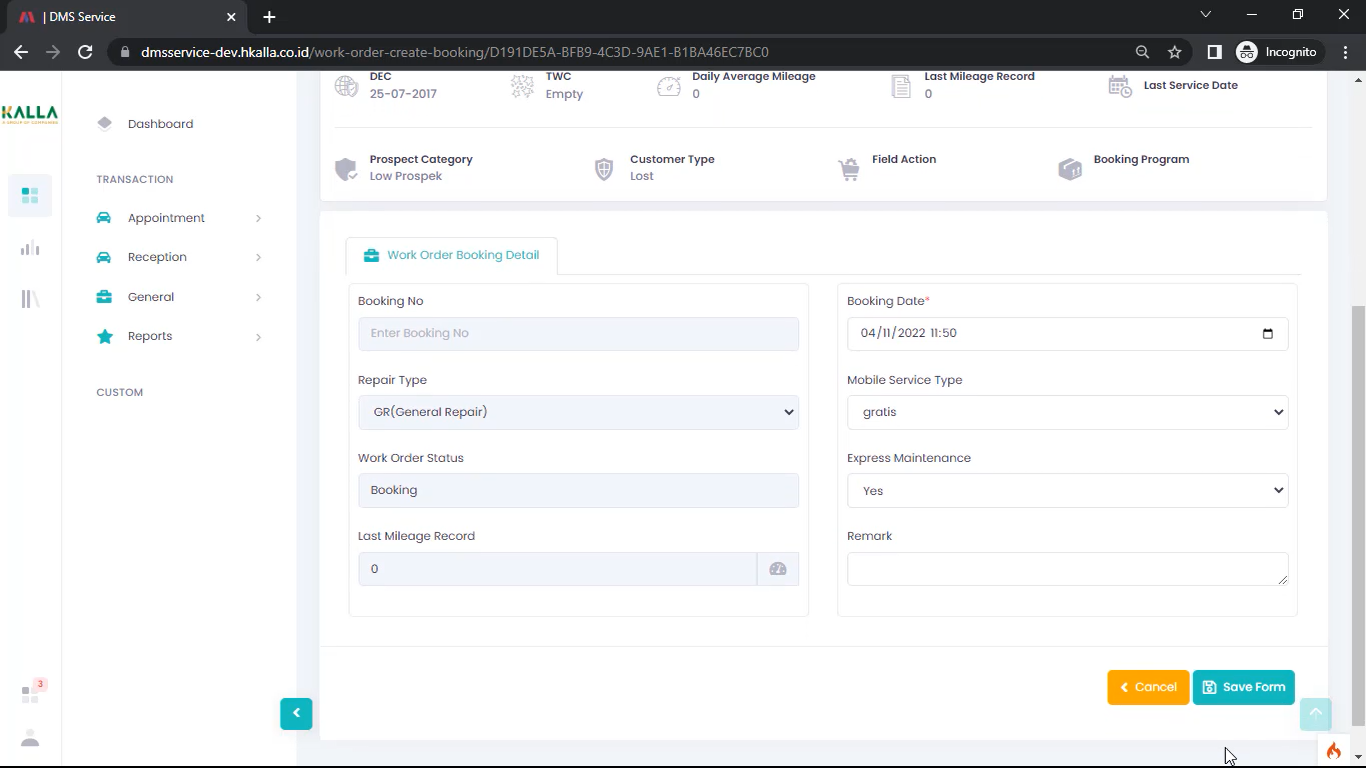 | DMS Service
dmsservice-dev.hkalla.co.id/work-order-create-booking/D191DE5A-BFB9-4C3D-9AE1-B1BA46EC7BC0
Incognito
KALLA
Dashboard
TRANSACTION
Appointment
Reception
General
Reports
CUSTOM
3
DEC
25-07-2017
TWC
Empty
Daily Average Mileage
0
Last Mileage Record
0
Last Service Date
Prospect Category
Low Prospek
Customer Type
Lost
Field Action
Booking Program
Work Order Booking Detail
Booking No
Enter Booking No
Repair Type
GR(General Repair)
Work Order Status
Booking
Last Mileage Record
0
Booking Date*
04/11/2022 11:50
Mobile Service Type
gratis
Express Maintenance
Yes
Remark
Cancel
Save Form